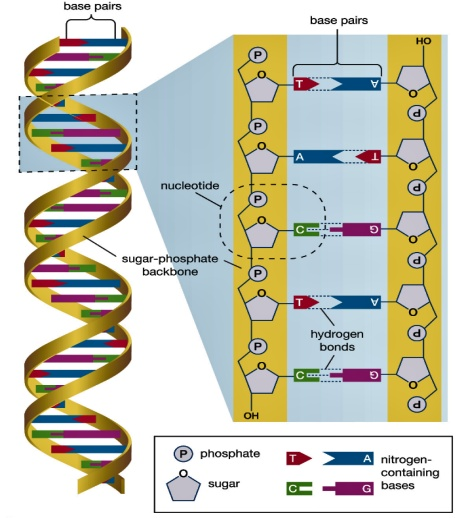 base pairs
base pairs
HO
P
O
T
A
O
P
P
O
A
T
O
P
nucleotide
P
O
C
G
O
P
sugar-phosphate
backbone
P
O
T
A
O
P
hydrogen
bonds
P
O
C
G
O
P
OH
P phosphate
O
sugar
T A nitrogen-
containing
C G bases